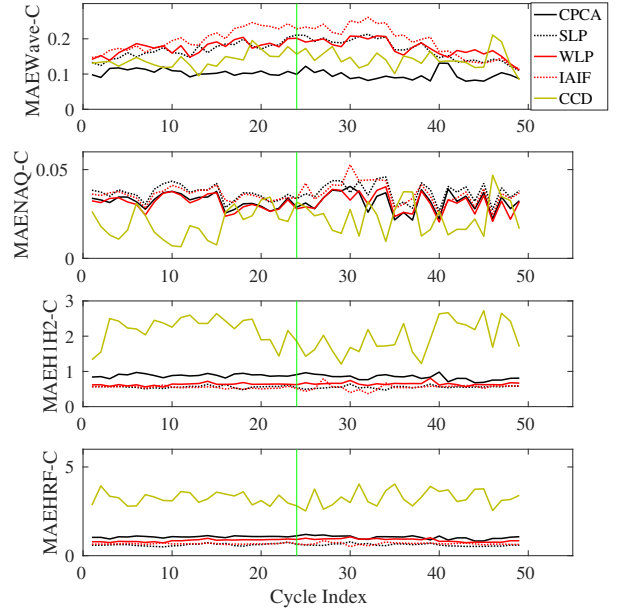 MAEWave-C
0.2
0.1
0
0 10 20 30 40 50
CPCA
SLP
WLP
IAIF
CCD
MAENAQ-C
0.05
0
0 10 20 30 40 50
MAEH1H2-C
3
2
1
0
0 10 20 30 40 50
MAEHRF-C
5
0
0 10 20 30 40 50
Cycle Index